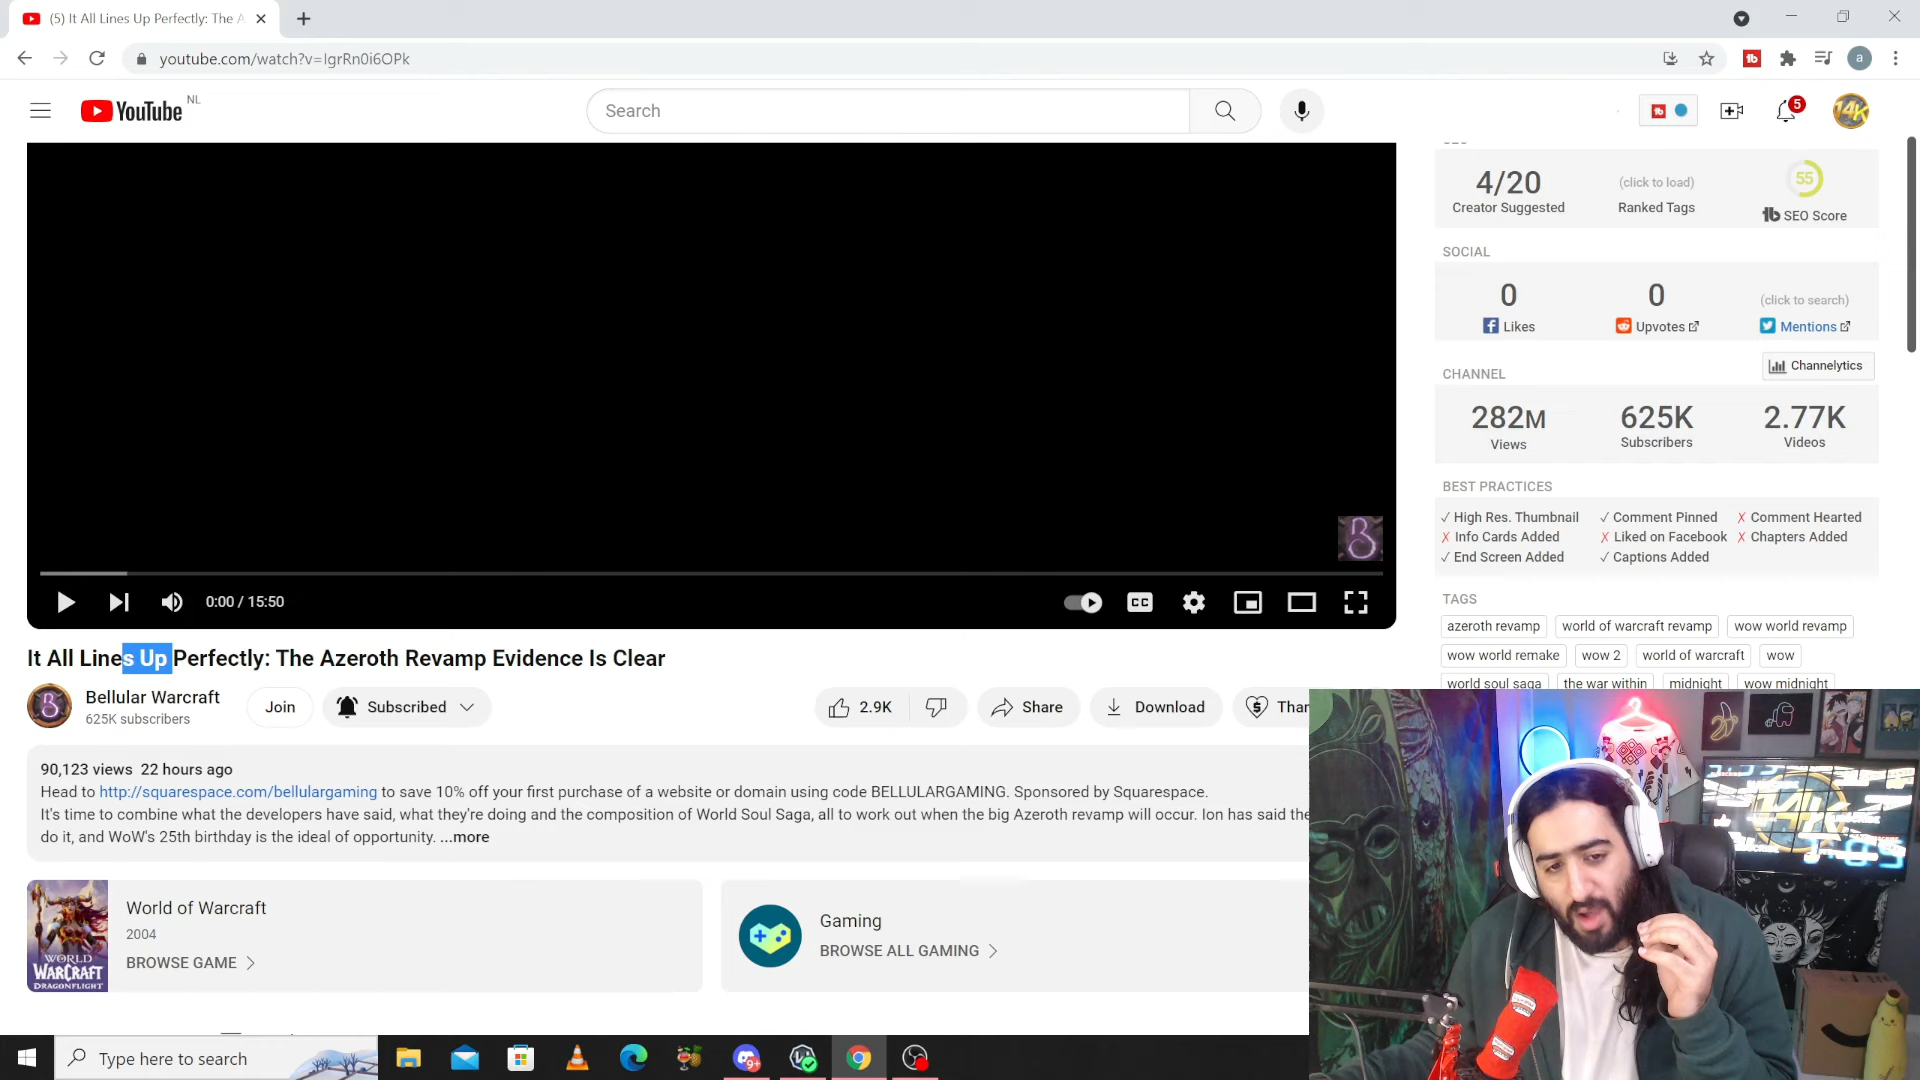 (5) It All Lines Up Perfectly: The A
youtube.com/watch?v=IgrRn0i6OPk
YouTube NL
Search
5
14K
4/20
Creator Suggested
(click to load)
Ranked Tags
55
SEO Score
SOCIAL
0
Likes
0
Upvotes
(click to search)
Mentions
CHANNEL
Channelytics
282M
Views
625K
Subscribers
2.77K
Videos
BEST PRACTICES
✓ High Res. Thumbnail ✓ Comment Pinned ✗ Comment Hearted
✗ Info Cards Added ✗ Liked on Facebook ✗ Chapters Added
✓ End Screen Added ✓ Captions Added
TAGS
azeroth revamp world of warcraft revamp wow world revamp
wow world remake wow 2 world of warcraft wow
world soul saga the war within midnight wow midnight
0:00 / 15:50
CC
It All Lines Up Perfectly: The Azeroth Revamp Evidence Is Clear
Bellular Warcraft
625K subscribers
Join
Subscribed
2.9K
Share
Download
Than
90,123 views 22 hours ago
Head to http://squarespace.com/bellulargaming to save 10% off your first purchase of a website or domain using code BELLULARGAMING. Sponsored by Squarespace.
It's time to combine what the developers have said, what they're doing and the composition of World Soul Saga, all to work out when the big Azeroth revamp will occur. Ion has said the
do it, and WoW's 25th birthday is the ideal of opportunity. ...more
WORLD
WARCRAFT
DRAGONFLIGHT
World of Warcraft
2004
BROWSE GAME
Gaming
BROWSE ALL GAMING
14K
Type here to search
9+